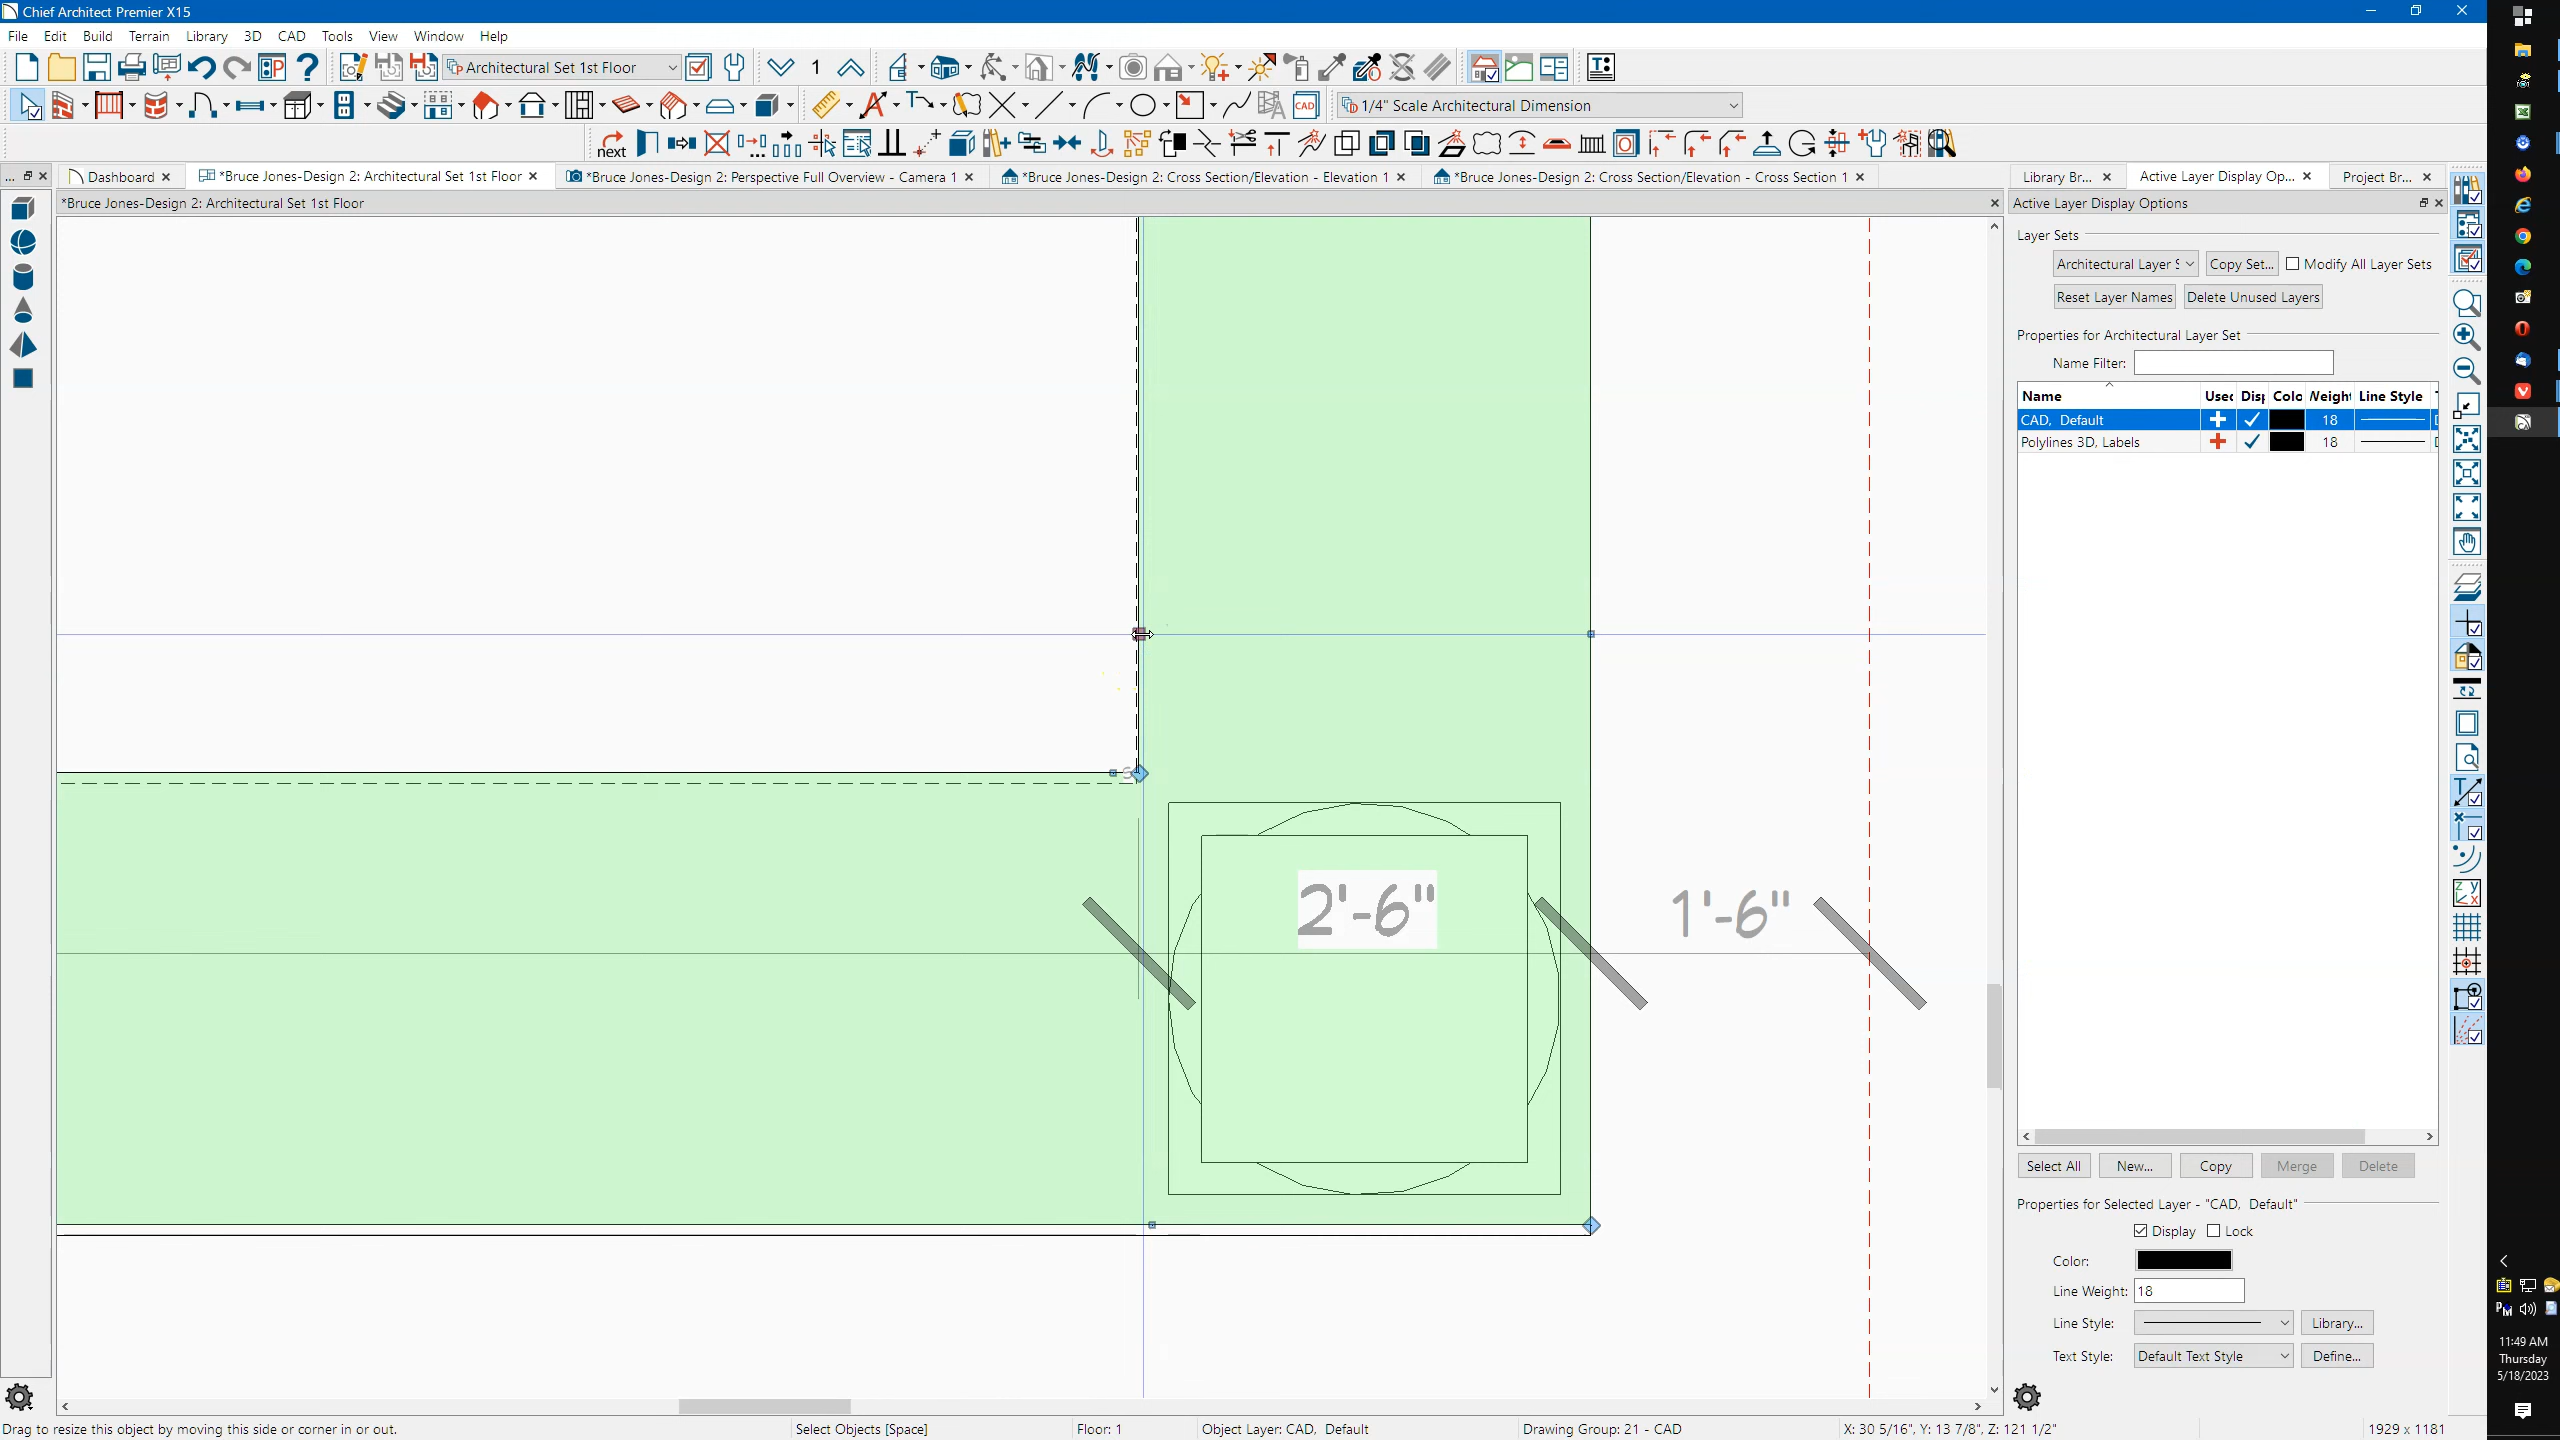 Chief Architect Premier X15
File Edit Build Terrain Library 3D CAD Tools View Window Help
Architectural Set 1st Floor
1
CAD
1/4" Scale Architectural Dimension
next
Dashboard
*Bruce Jones-Design 2: Architectural Set 1st Floor
*Bruce Jones-Design 2: Perspective Full Overview - Camera 1
*Bruce Jones-Design 2: Cross Section/Elevation - Elevation 1
*Bruce Jones-Design 2: Cross Section/Elevation - Cross Section 1
Library Br...
Active Layer Display Op...
Project Br...
*Bruce Jones-Design 2: Architectural Set 1st Floor
Active Layer Display Options
Layer Sets
Architectural Layer S
Copy Set...
Modify All Layer Sets
Reset Layer Names
Delete Unused Layers
Properties for Architectural Layer Set
Name Filter:
Name Used Disp Colo Weight Line Style
CAD, Default 18
Polylines 3D, Labels 18
2'-6"
1'-6"
Select All New... Copy Merge Delete
Properties for Selected Layer - "CAD, Default"
Display Lock
Color:
Line Weight: 18
Line Style: Library...
Text Style: Default Text Style Define...
11:49 AM
Thursday
5/18/2023
Drag to resize this object by moving this side or corner in or out.
Select Objects [Space]
Floor: 1
Object Layer: CAD, Default
Drawing Group: 21 - CAD
X: 30 5/16", Y: 13 7/8", Z: 121 1/2"
1929 x 1181